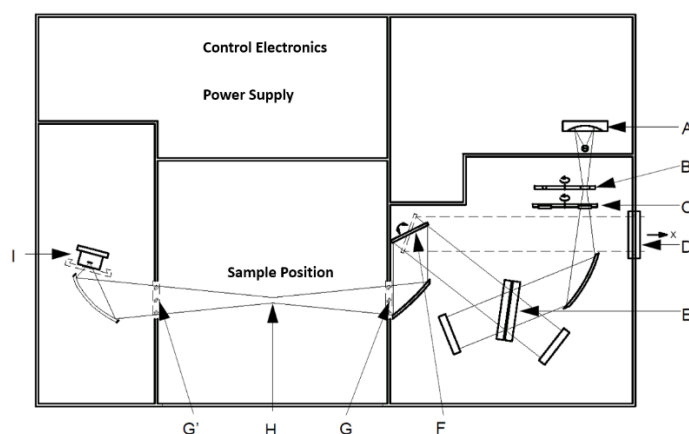 Control Electronics
Power Supply
A
B
C
x
D
I
Sample Position
E
G'
H
G
F